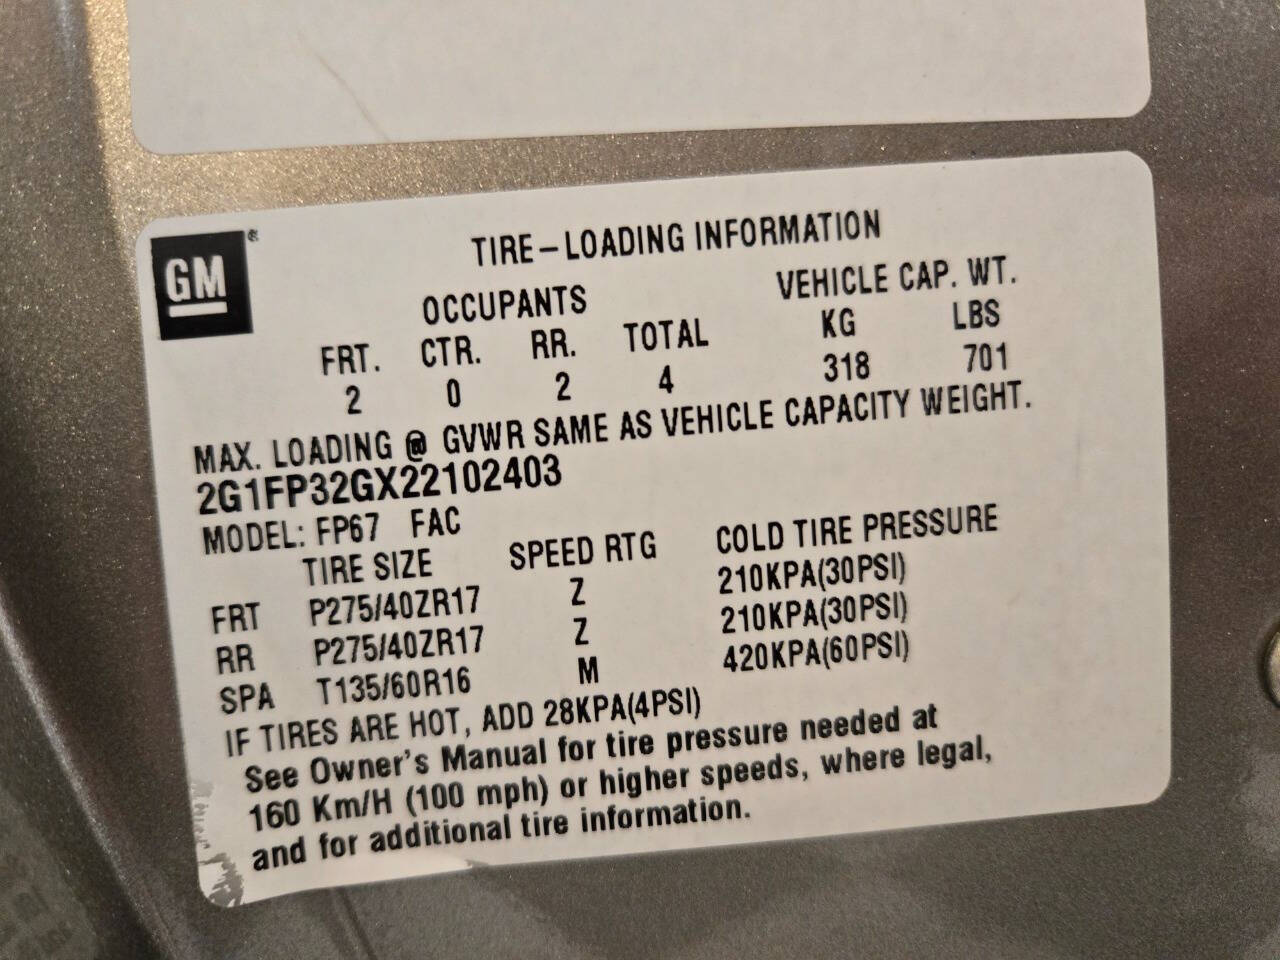 GM
TIRE-LOADING INFORMATION
OCCUPANTS VEHICLE CAP. WT.
FRT. CTR. RR. TOTAL KG LBS
2 0 2 4 318 701
MAX. LOADING @ GVWR SAME AS VEHICLE CAPACITY WEIGHT.
2G1FP32GX22102403
MODEL: FP67 FAC
TIRE SIZE SPEED RTG COLD TIRE PRESSURE
FRT P275/40ZR17 Z 210KPA(30PSI)
RR P275/40ZR17 Z 210KPA(30PSI)
SPA T135/60R16 M 420KPA(60PSI)
IF TIRES ARE HOT, ADD 28KPA(4PSI)
See Owner's Manual for tire pressure needed at
160 Km/H (100 mph) or higher speeds, where legal,
and for additional tire information.